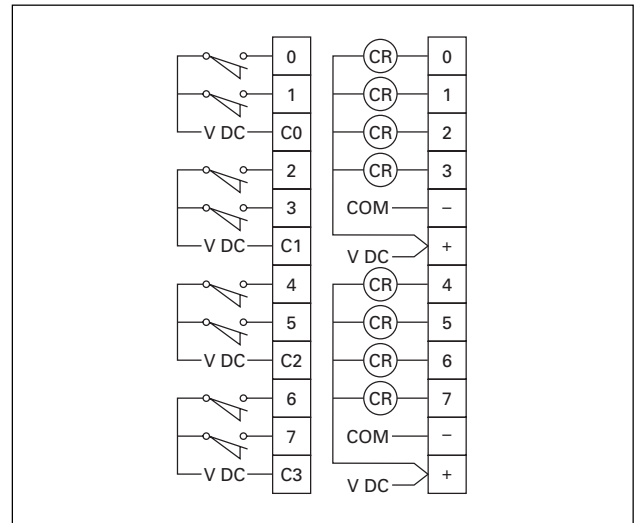 0
1
V DC C0
2
3
V DC C1
4
5
V DC C2
6
7
V DC C3
CR 0
CR 1
CR 2
CR 3
COM –
V DC +
CR 4
CR 5
CR 6
CR 7
COM –
V DC +